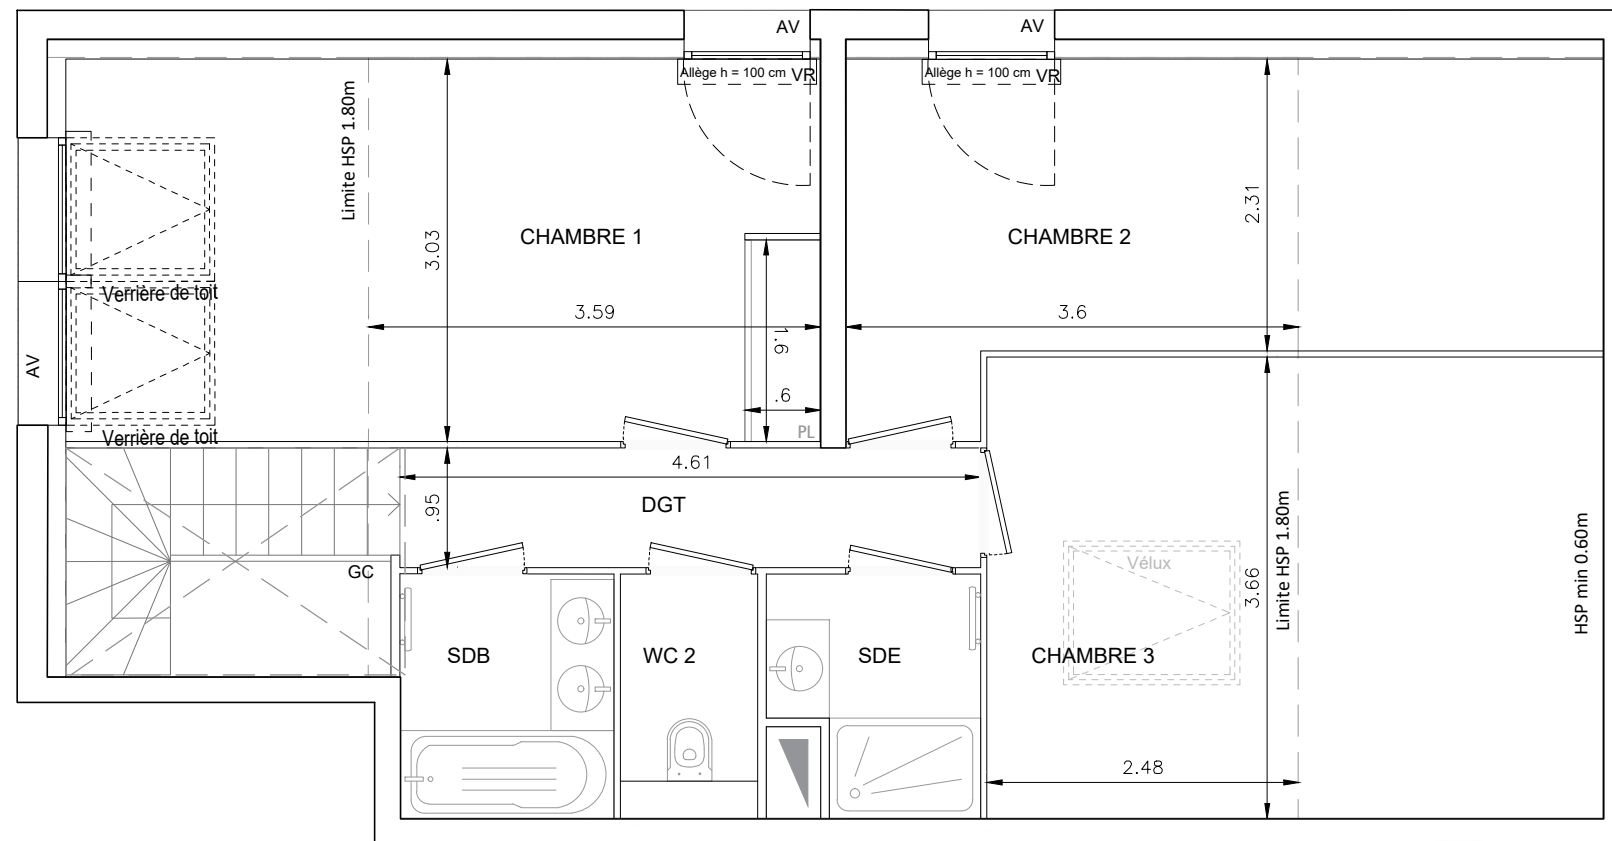 AV
AV
Allège h = 100 cm VR
Allège h = 100 cm VR
Limite HSP 1.80m
CHAMBRE 1
CHAMBRE 2
3.03
2.31
Verrière de toit
3.59
3.6
1.6
AV
.6
PL
Verrière de toit
4.61
.95
DGT
GC
Vélux
Limite HSP 1.80m
HSP min 0.60m
3.66
SDB
WC 2
SDE
CHAMBRE 3
2.48